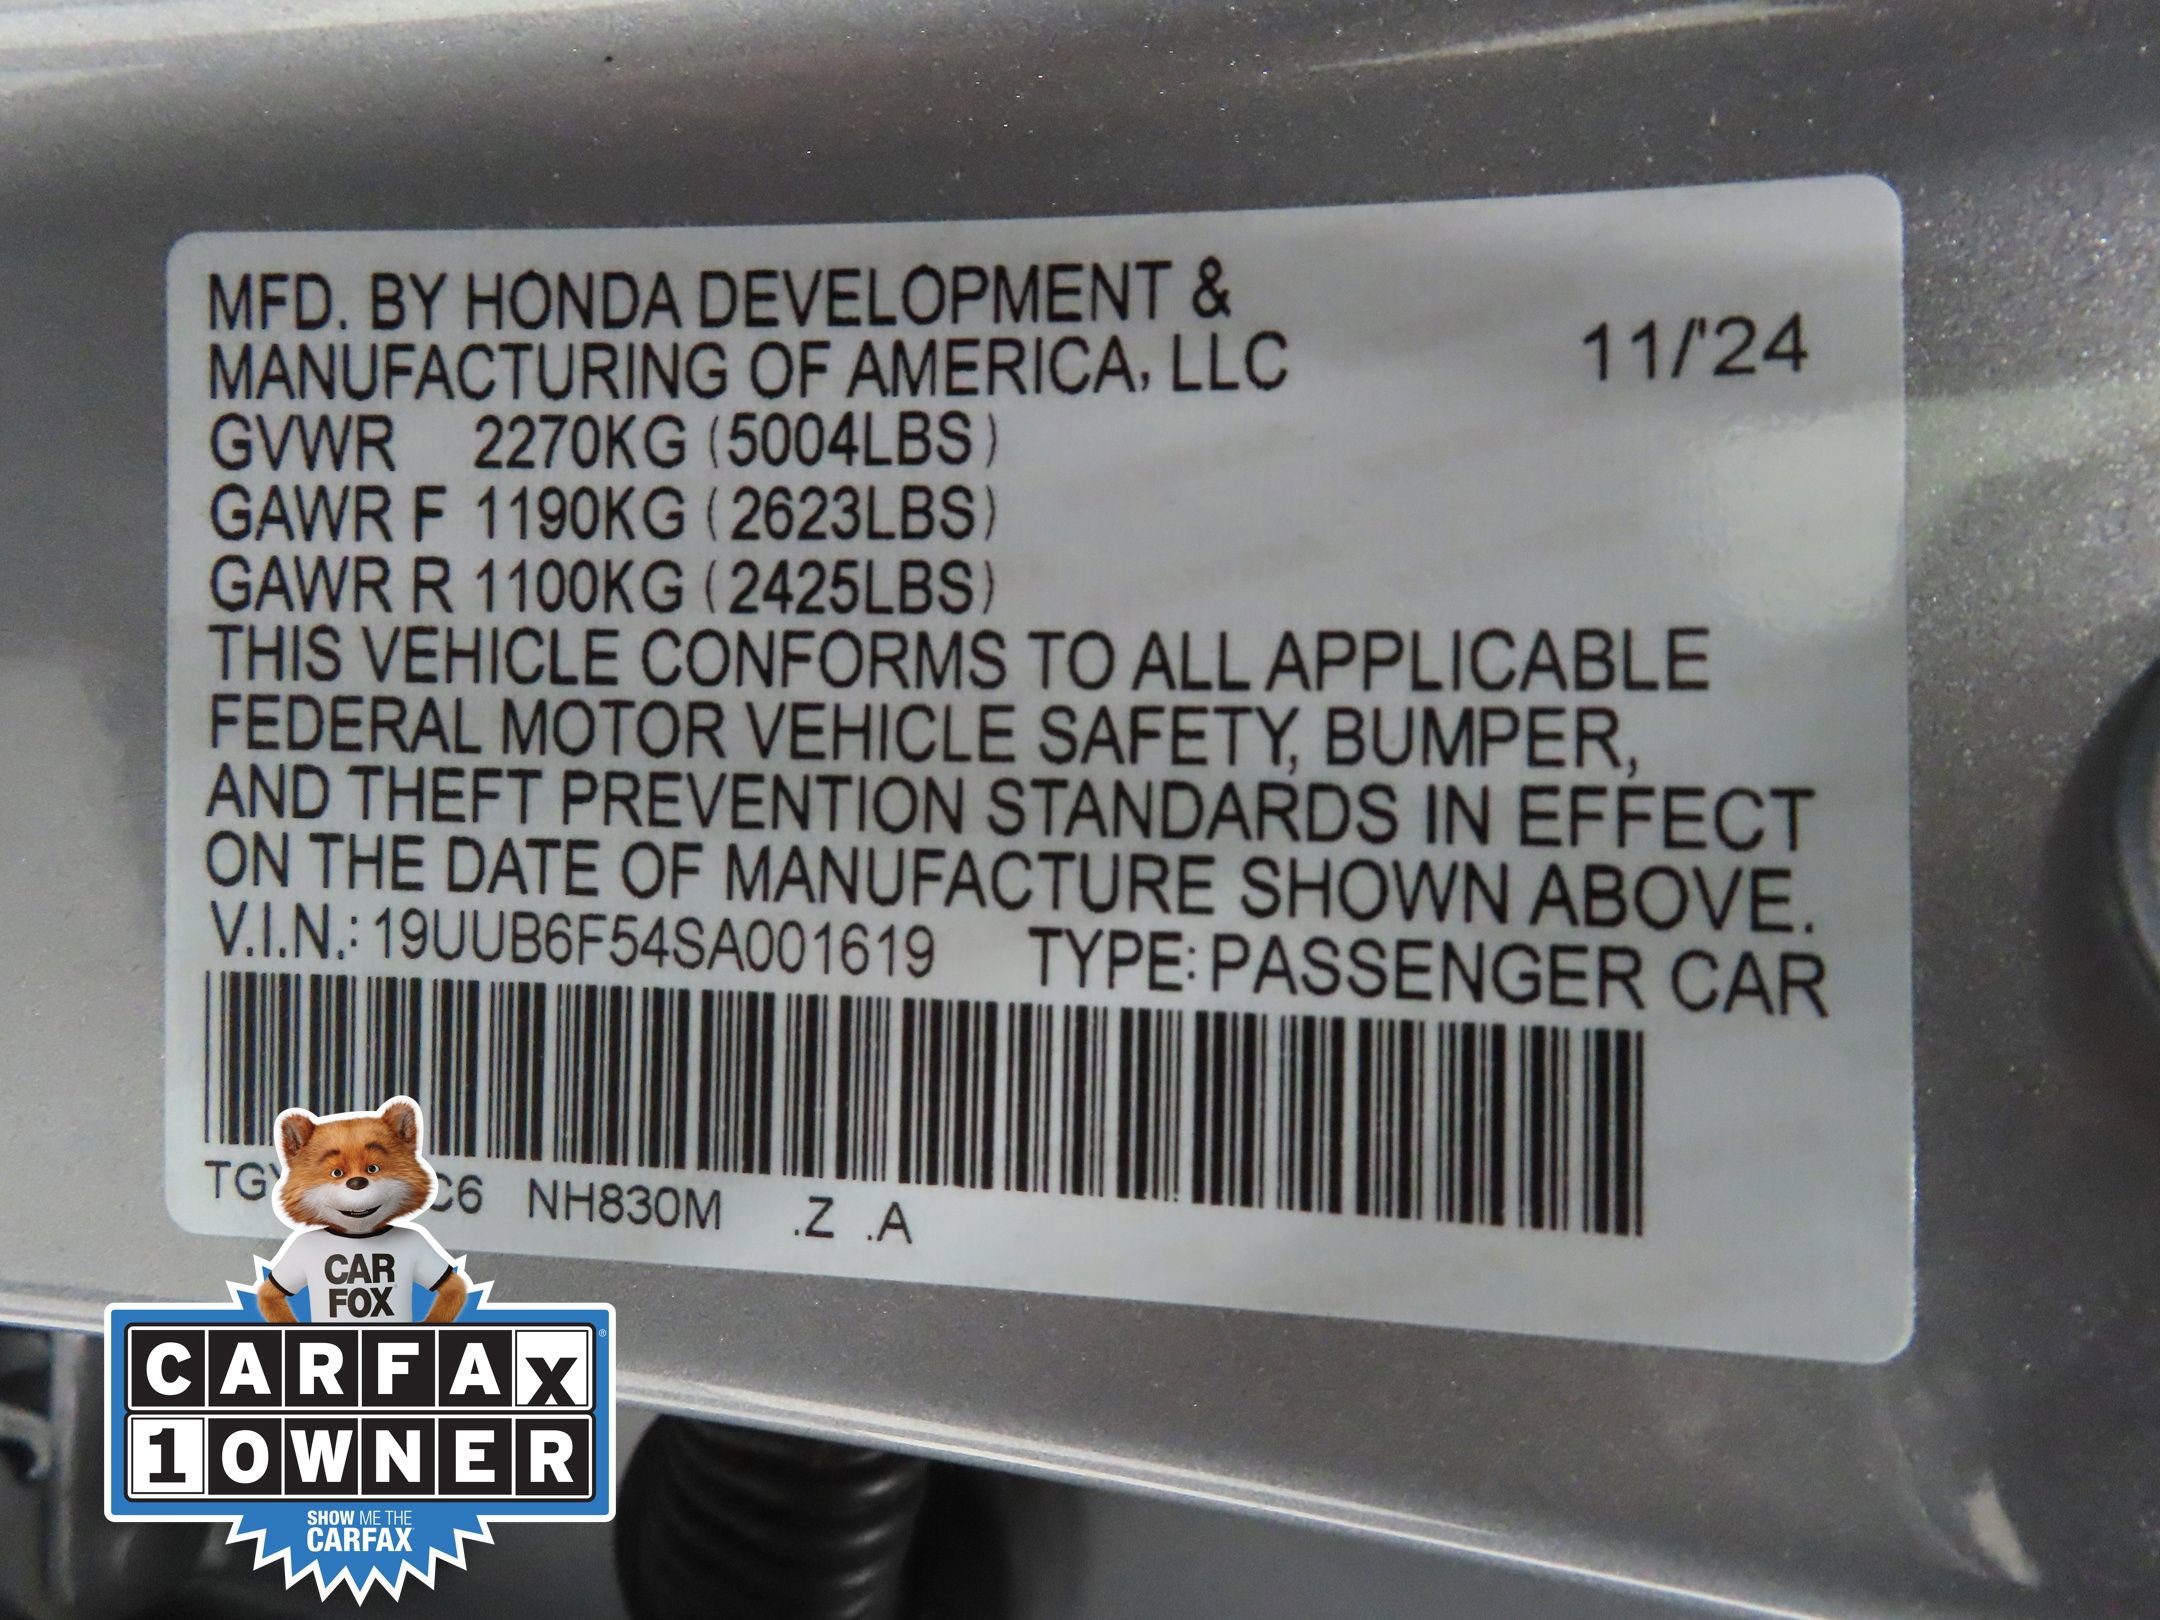 MFD. BY HONDA DEVELOPMENT &
MANUFACTURING OF AMERICA, LLC
11/'24
GVWR 2270KG (5004LBS)
GAWR F 1190KG (2623LBS)
GAWR R 1100KG (2425LBS)
THIS VEHICLE CONFORMS TO ALL APPLICABLE
FEDERAL MOTOR VEHICLE SAFETY, BUMPER,
AND THEFT PREVENTION STANDARDS IN EFFECT
ON THE DATE OF MANUFACTURE SHOWN ABOVE.
V.I.N.: 19UUB6F54SA001619 TYPE: PASSENGER CAR
NH830M .Z .A
CAR
FOX
CARFAX
1 OWNER
SHOW ME THE
CARFAX